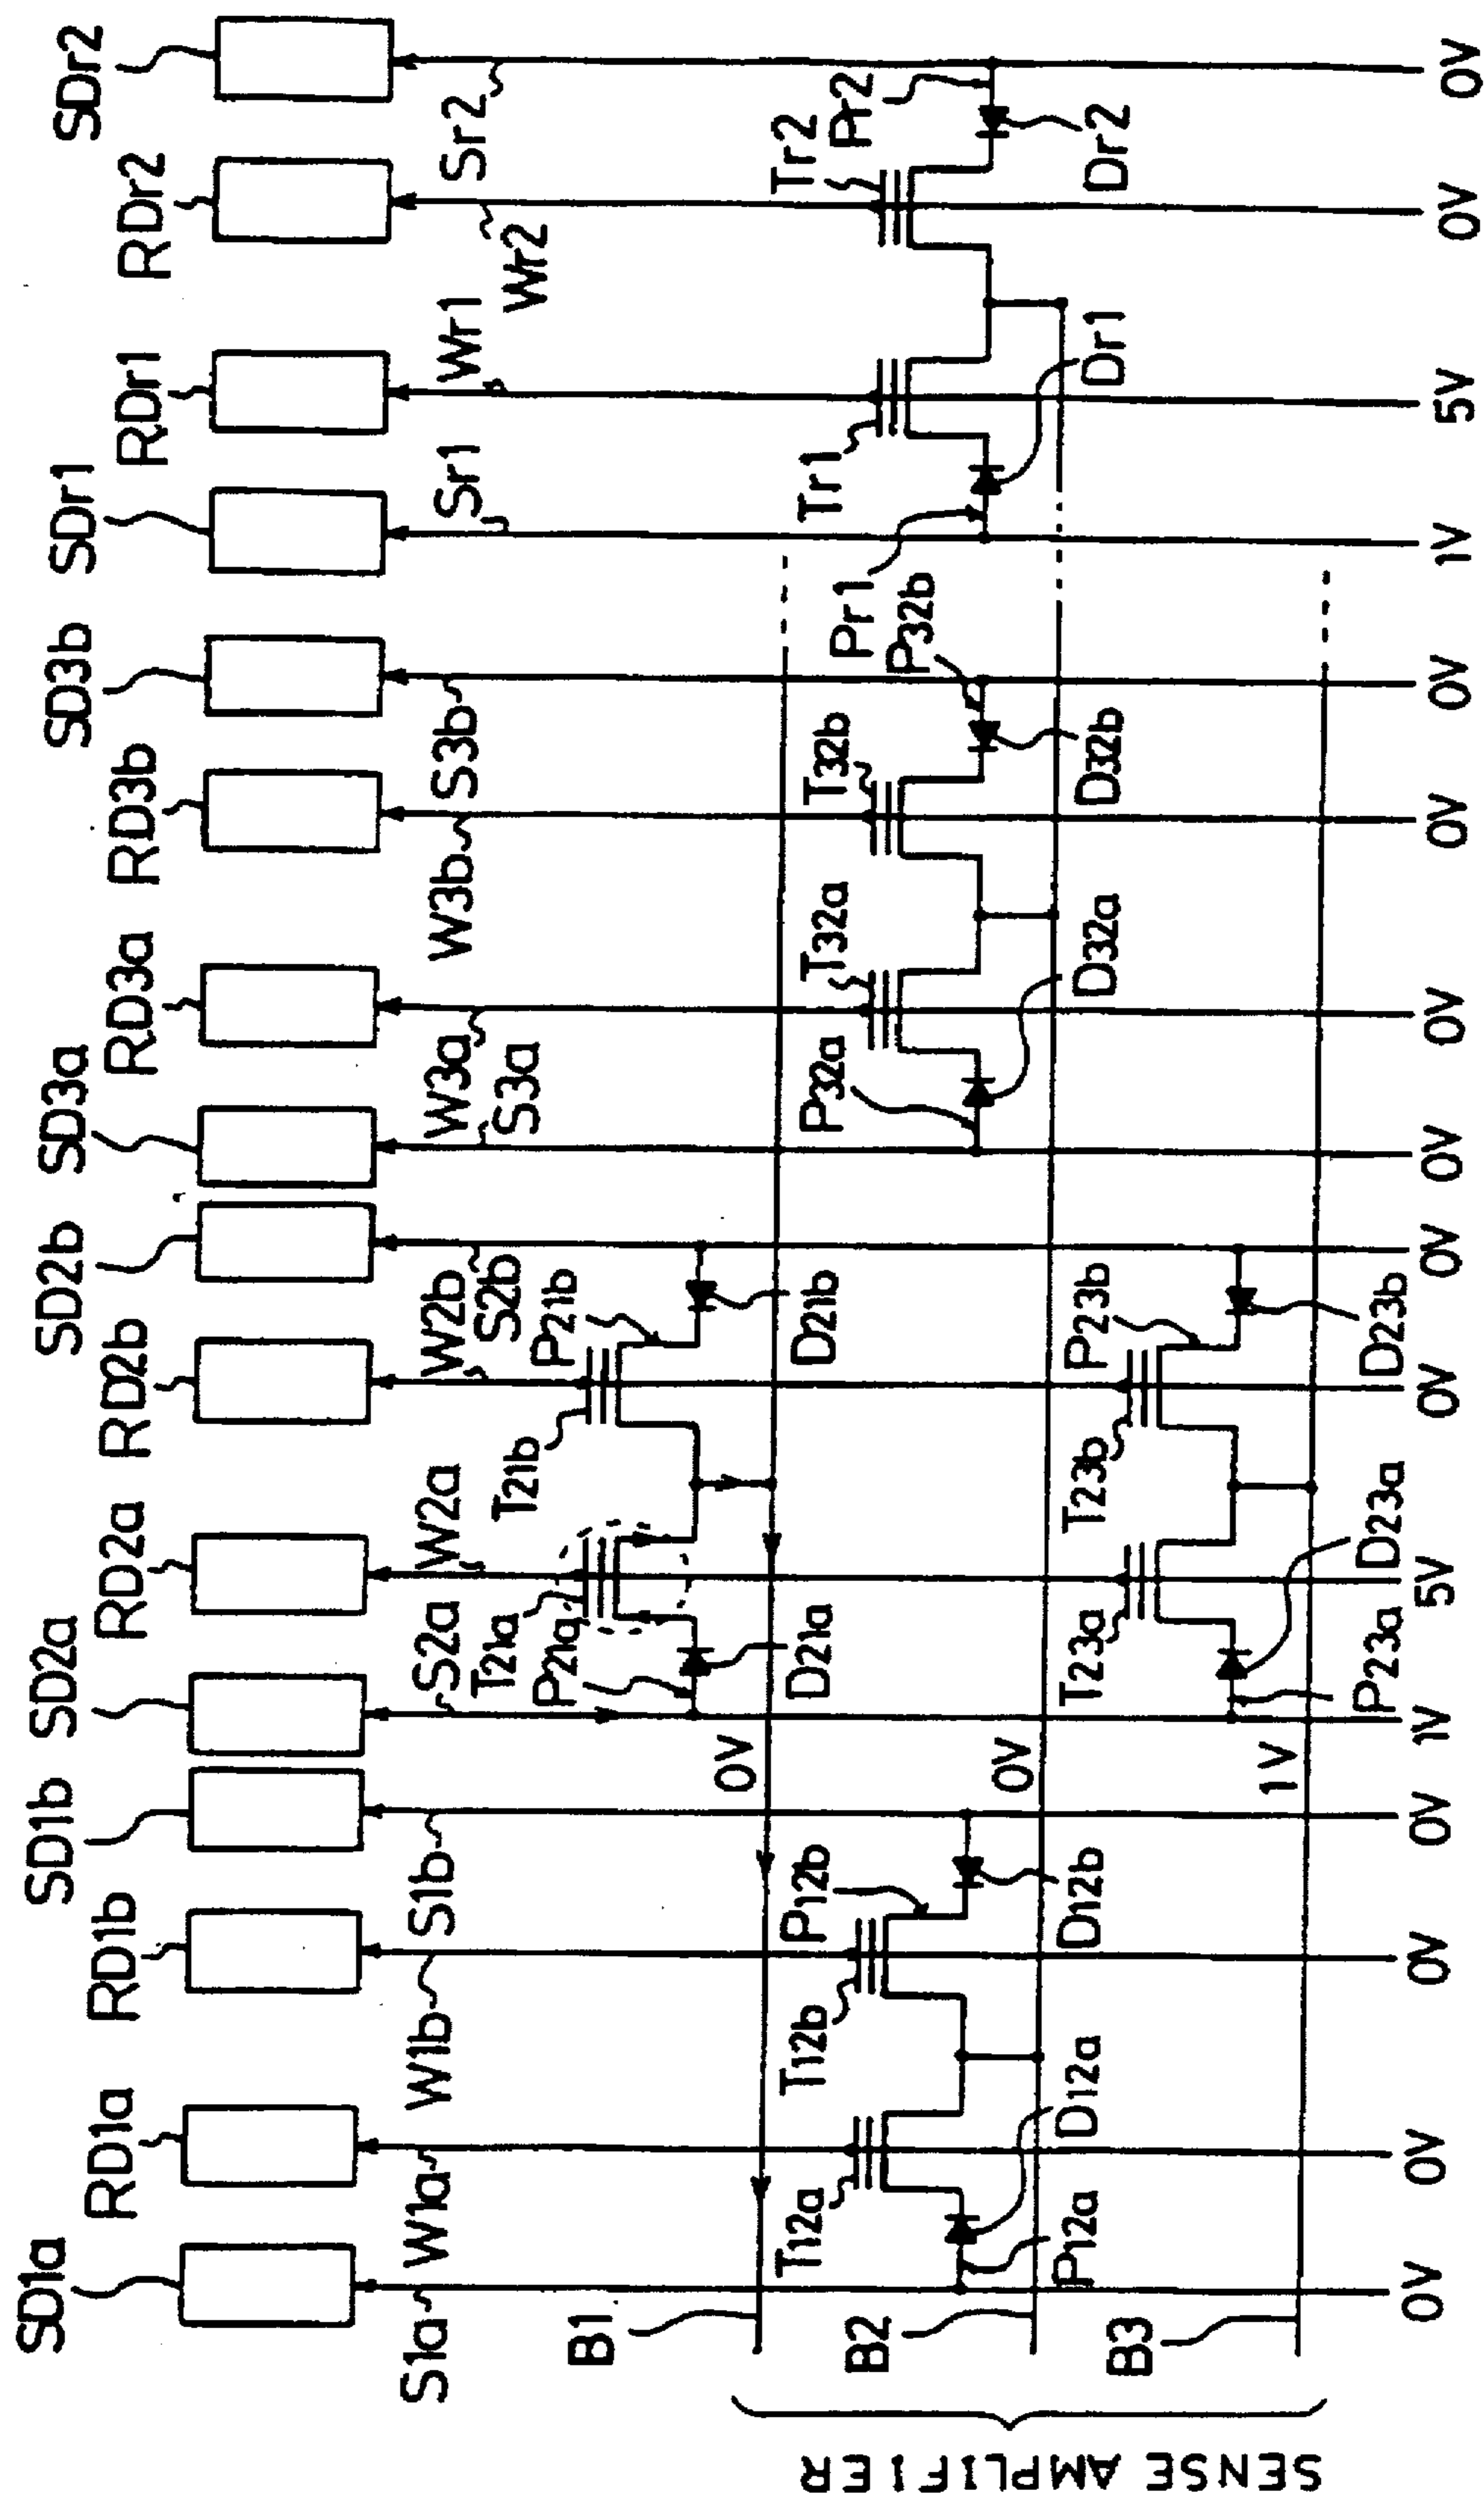 SD1a
SD1b
SD2a
SD2b
SD3a
SD3b
SDr1
SDr2
RD1a
RD1b
RD2a
RD2b
RD3a
RD3b
RDr1
RDr2
S1a
W1a
W1b
S1b
S2a
W2a
W2b
S2b
W3a
S3a
W3b
S3b
Sr1
Wr1
Wr2
Sr2
B1
T21a
P21a
T21b
P21b
D21a
D21b
0V
T12a
T12b
P12b
P32a
T32a
T32b
P32b
Pr1
Tr1
Tr2
Pr2
B2
0V
P12a
D12a
D12b
D32a
D32b
Dr1
Dr2
T23a
T23b
P23b
B3
1V
P23a
D23a
D23b
0V
0V
0V
0V
1V
5V
0V
0V
0V
0V
0V
0V
1V
5V
0V
0V
SENSE AMPLIFIER